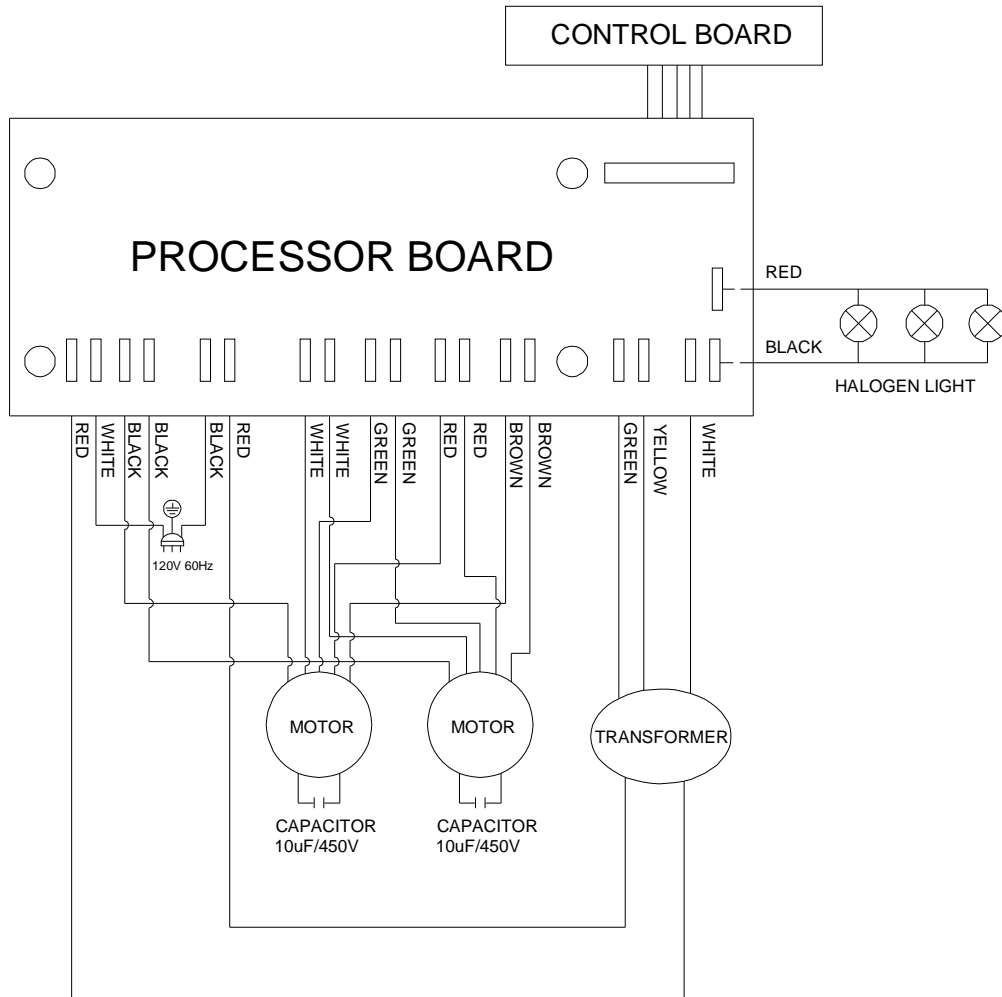 CONTROL BOARD
PROCESSOR BOARD
RED
BLACK
HALOGEN LIGHT
RED
WHITE
BLACK
BLACK
BLACK
RED
WHITE
WHITE
GREEN
GREEN
RED
RED
BROWN
BROWN
GREEN
YELLOW
WHITE
120V 60Hz
MOTOR
MOTOR
TRANSFORMER
CAPACITOR
10uF/450V
CAPACITOR
10uF/450V